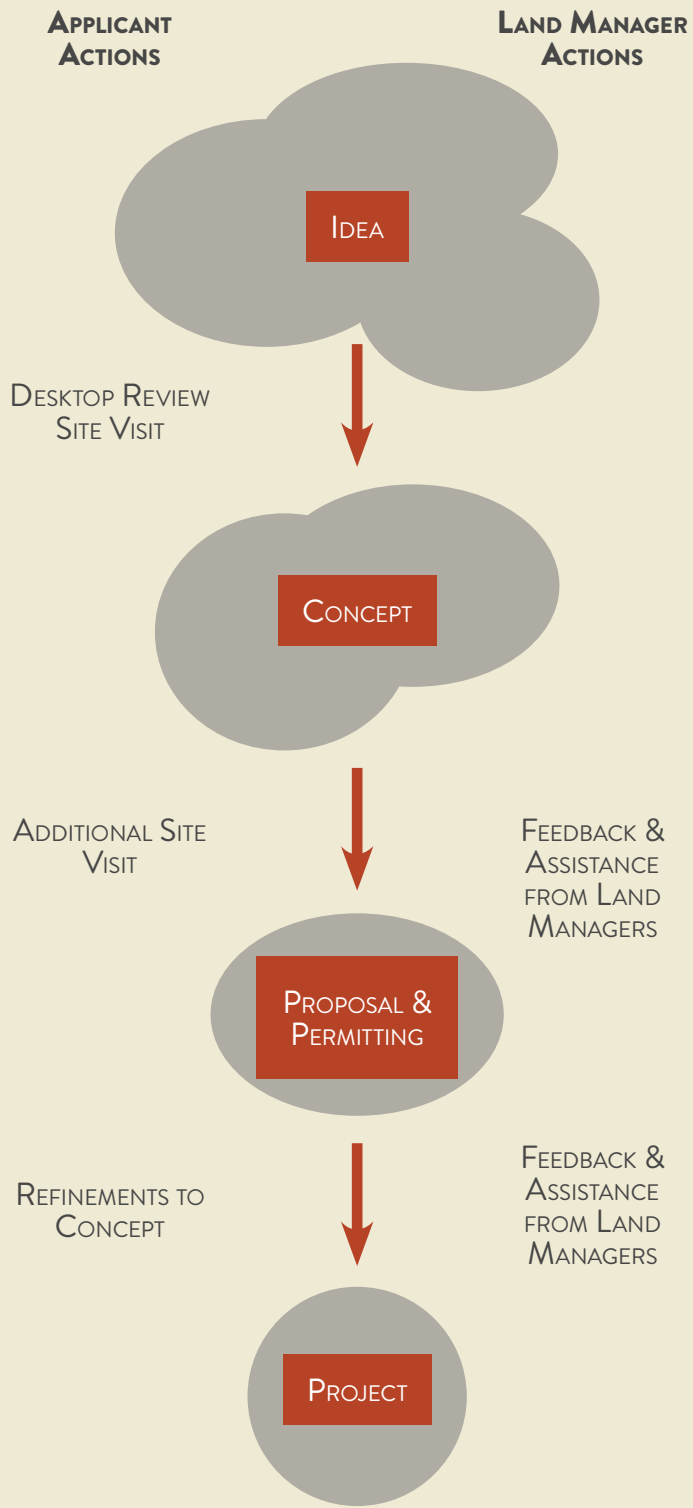 Applicant
Actions
Land Manager
Actions
Idea
Desktop Review
Site Visit
Concept
Additional Site
Visit
Feedback &
Assistance
from Land
Managers
Proposal &
Permitting
Refinements to
Concept
Feedback &
Assistance
from Land
Managers
Project